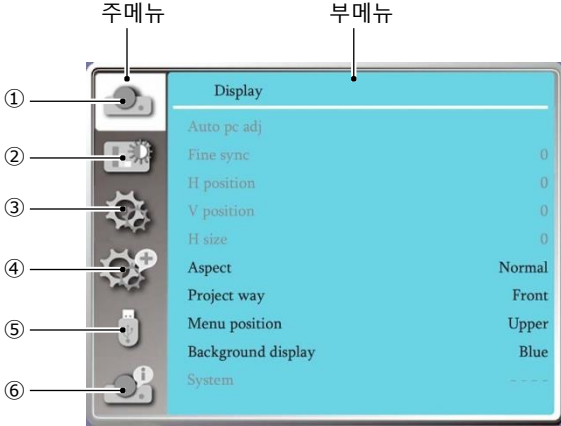 주메뉴 부메뉴
① Display
Auto pc adj
② Fine sync 0
H position 0
③ V position 0
H size 0
④ Aspect Normal
Project way Front
⑤ Menu position Upper
Background display Blue
⑥ System - - - -